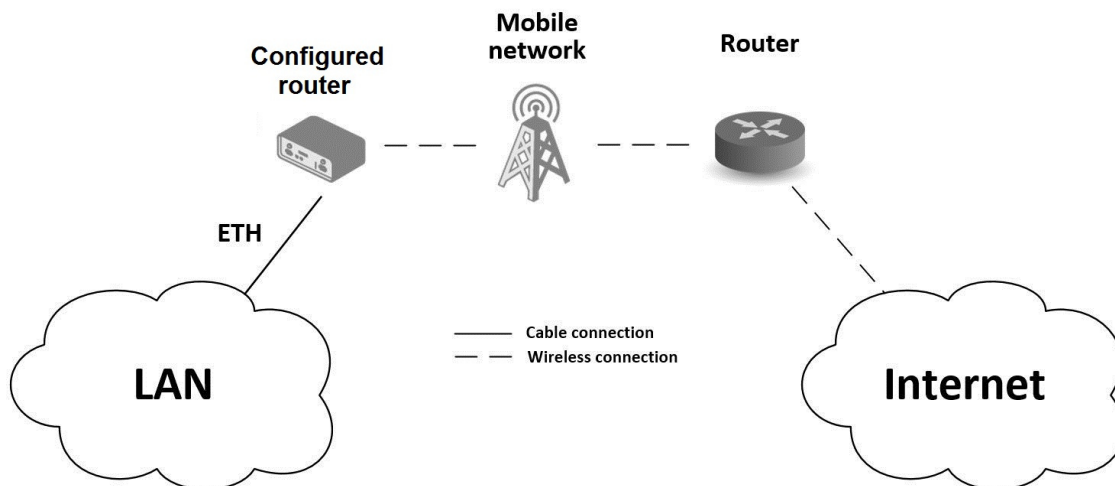 Configured
router
Mobile
network
Router
ETH
Cable connection
Wireless connection
LAN
Internet